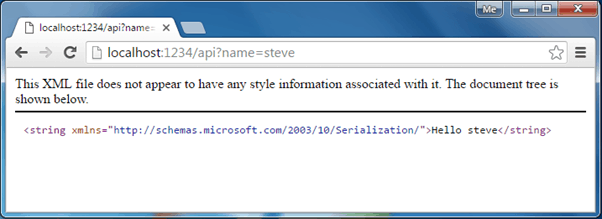 Me
localhost:1234/api?name=
localhost:1234/api?name=steve
This XML file does not appear to have any style information associated with it. The document tree is
shown below.
<string xmlns="http://schemas.microsoft.com/2003/10/Serialization/">Hello steve</string>